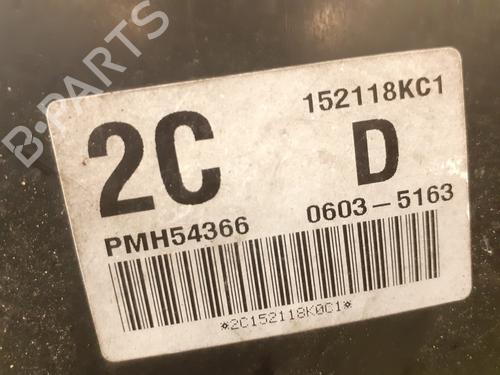 B-PARTS
152118KC1
2C D
PMH54366 0603-5163
*2C152118K0C1*